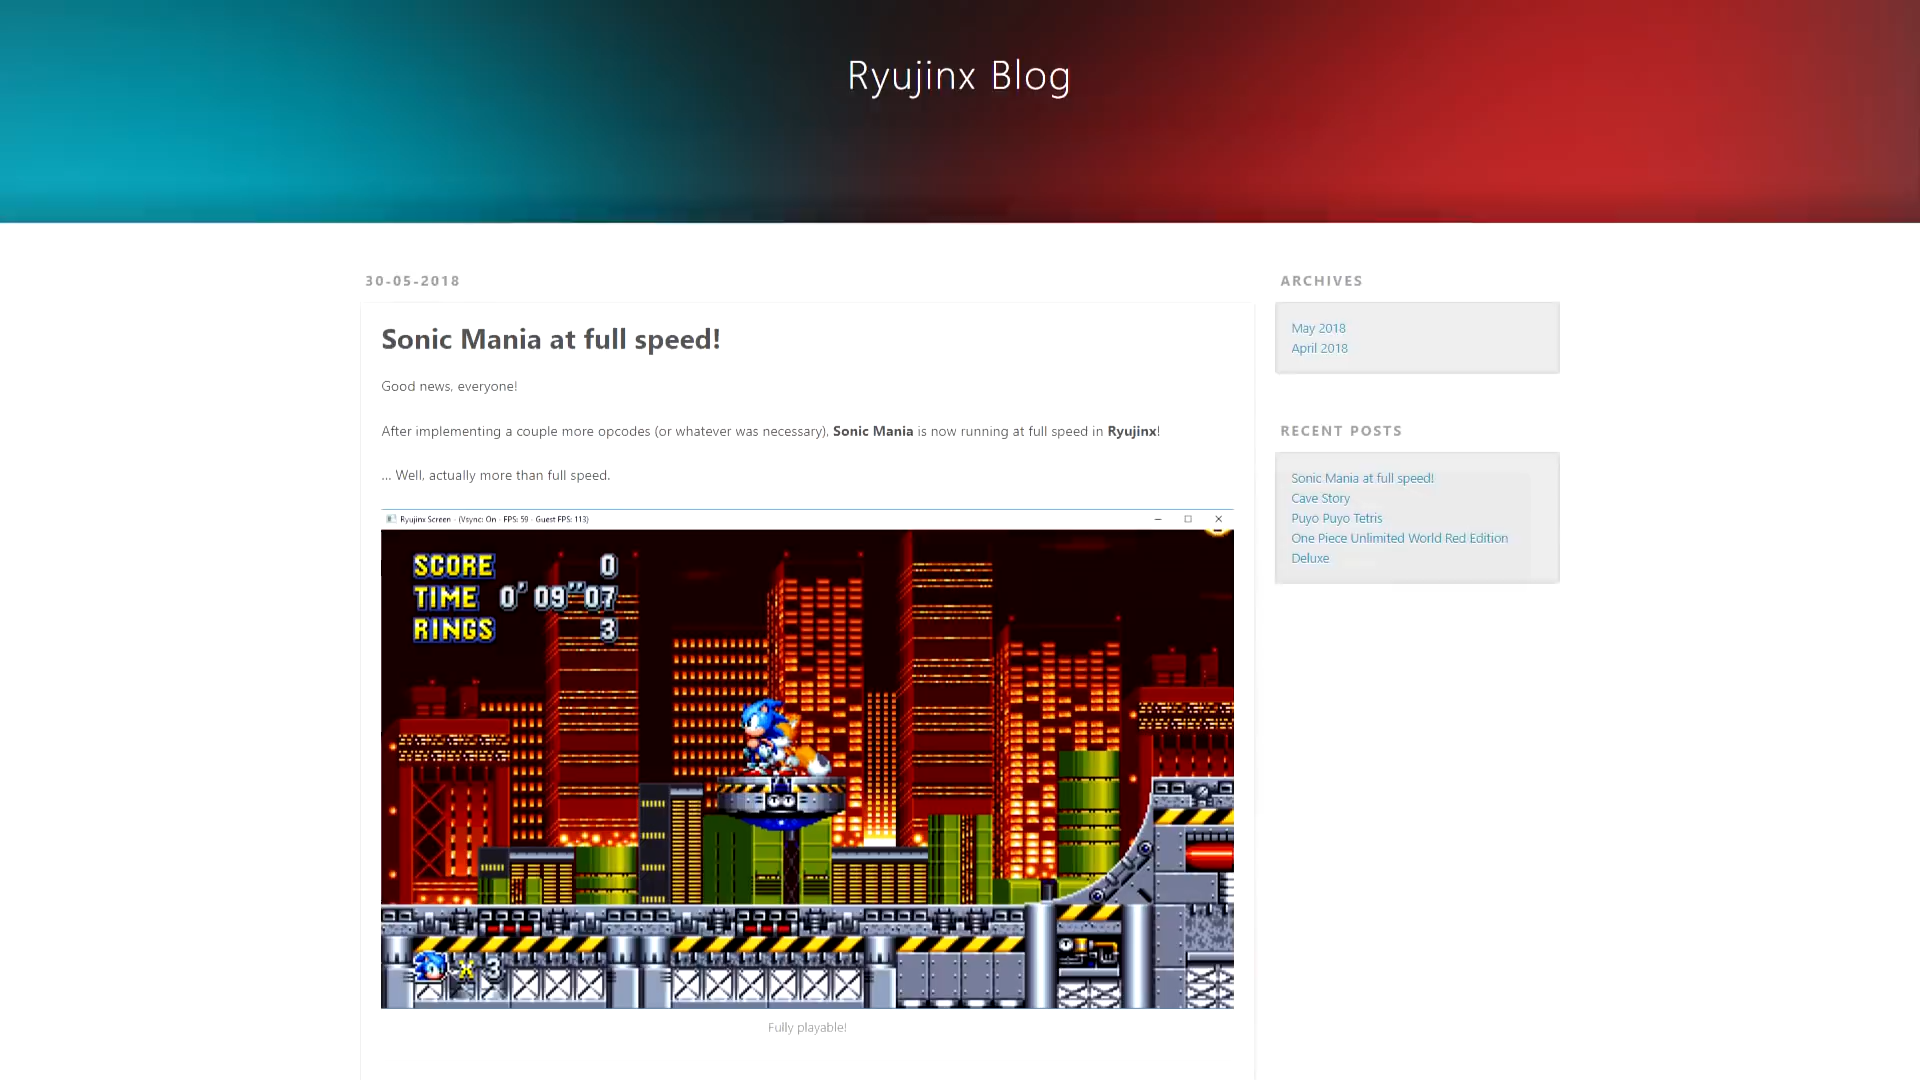 Ryujinx Blog
30-05-2018
Sonic Mania at full speed!
Good news, everyone!
After implementing a couple more opcodes (or whatever was necessary), Sonic Mania is now running at full speed in Ryujinx!
... Well, actually more than full speed.
Ryujinx Screen - (Vsync: On - FPS: 59 - Guest FPS: 113)
SCORE 0
TIME 0'09"07
RINGS 3
X 3
Fully playable!
ARCHIVES
May 2018
April 2018
RECENT POSTS
Sonic Mania at full speed!
Cave Story
Puyo Puyo Tetris
One Piece Unlimited World Red Edition
Deluxe